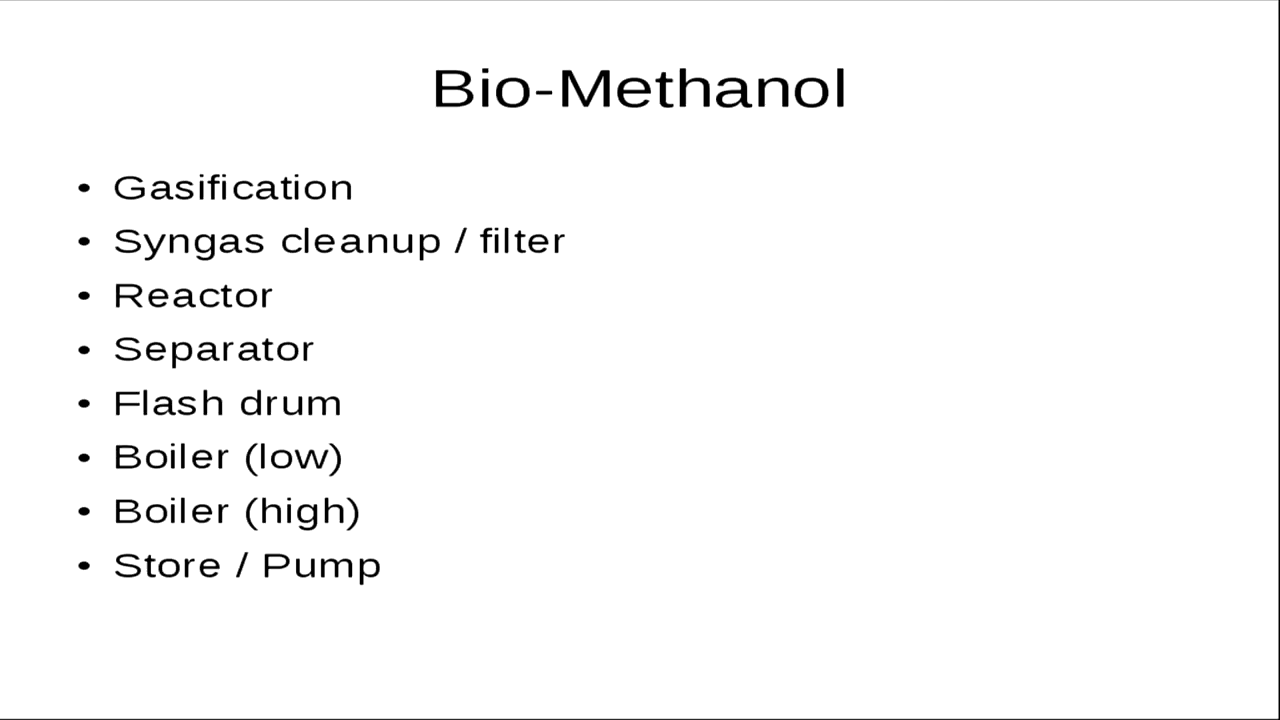 Bio-Methanol
• Gasification
• Syngas cleanup / filter
• Reactor
• Separator
• Flash drum
• Boiler (low)
• Boiler (high)
• Store / Pump